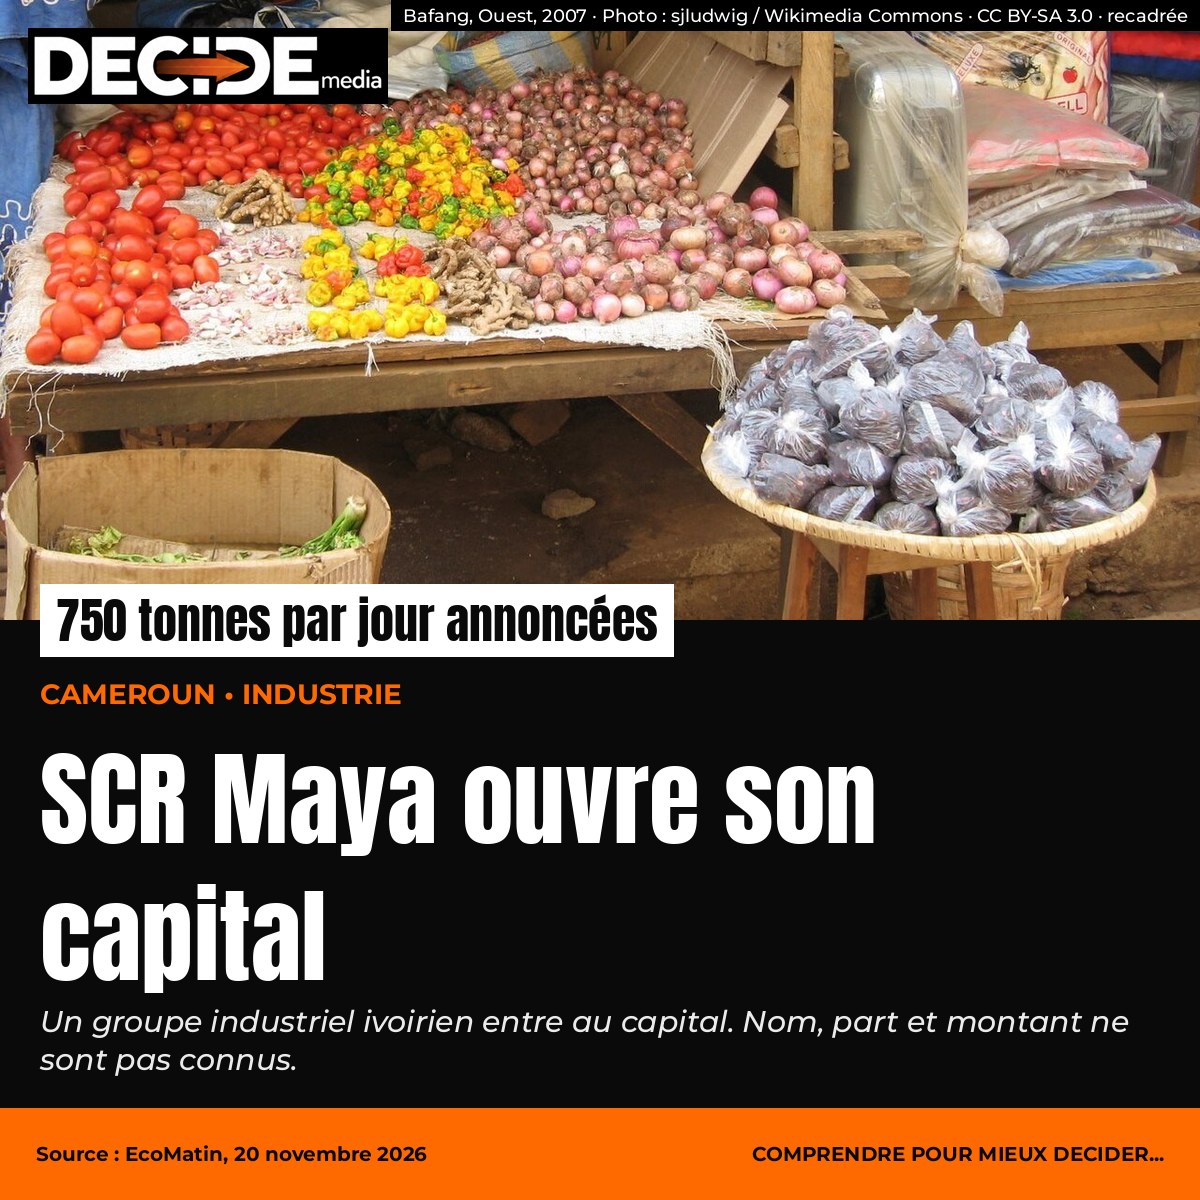 Bafang, Ouest, 2007 · Photo : sjludwig / Wikimedia Commons · CC BY-SA 3.0 · recadrée
DECIDE media
ORIGINAL
750 tonnes par jour annoncées
CAMEROUN • INDUSTRIE
SCR Maya ouvre son
capital
Un groupe industriel ivoirien entre au capital. Nom, part et montant ne
sont pas connus.
Source : EcoMatin, 20 novembre 2026
COMPRENDRE POUR MIEUX DECIDER...